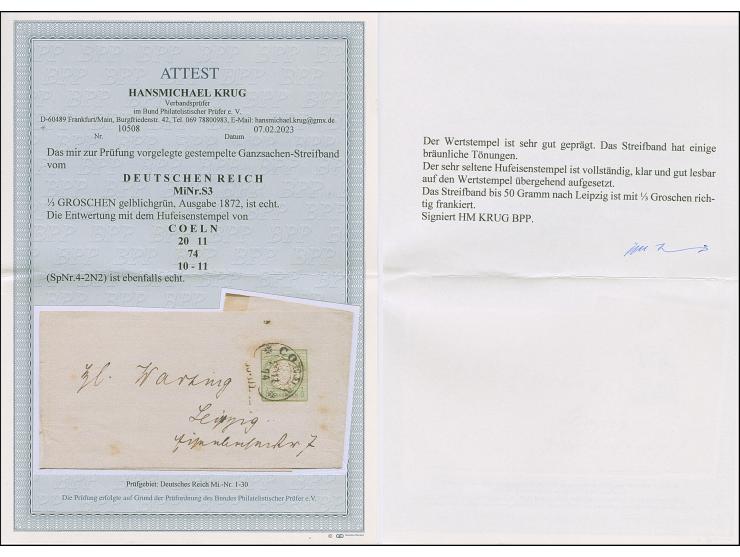 ATTEST
HANSMICHAEL KRUG
Verbandsprüfer
im Bund Philatelistischer Prüfer e. V.
D-60489 Frankfurt/Main, Burgfriedenstr. 42, Tel. 069 78800983, E-Mail: hansmichael.krug@gmx.de
Nr. 10508 Datum 07.02.2023
Das mir zur Prüfung vorgelegte gestempelte Ganzsachen-Streifband
vom
DEUTSCHEN REICH
MiNr.S3
⅓ GROSCHEN gelblichgrün, Ausgabe 1872, ist echt.
Die Entwertung mit dem Hufeisenstempel von
COELN
20 11
74
10 - 11
(SpNr.4-2N2) ist ebenfalls echt.
COELN
Leipzig
7
Prüfgebiet: Deutsches Reich Mi.-Nr. 1-30
Die Prüfung erfolgte auf Grund der Prüfordnung des Bundes Philatelistischer Prüfer e.V.
Der Wertstempel ist sehr gut geprägt. Das Streifband hat einige
bräunliche Tönungen.
Der sehr seltene Hufeisenstempel ist vollständig, klar und gut lesbar
auf den Wertstempel übergehend aufgesetzt.
Das Streifband bis 50 Gramm nach Leipzig ist mit ⅓ Groschen rich-
tig frankiert.
Signiert HM KRUG BPP.